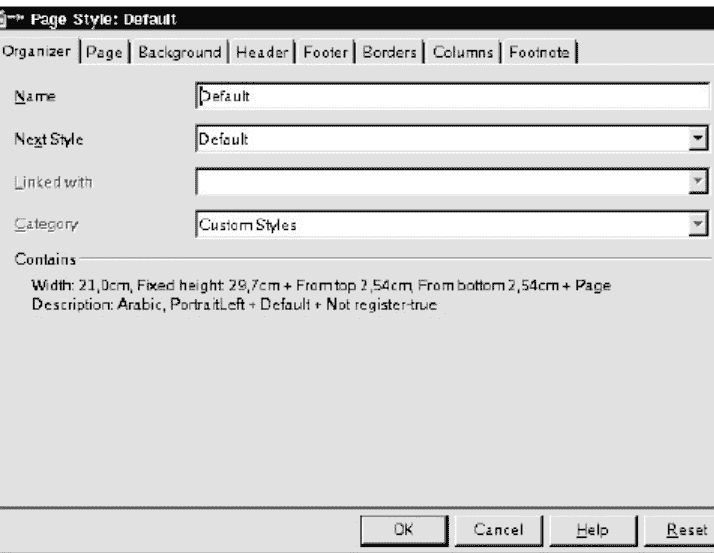 Page Style: Default
Organizer Page Background Header Footer Borders Columns Footnote
Name Default
Next Style Default
Linked with
Category Custom Styles
Contains
Width: 21,0cm, Fixed height: 29,7cm + From top 2,54cm, From bottom 2,54cm + Page
Description: Arabic, PortraitLeft + Default + Not register-true
OK Cancel Help Reset